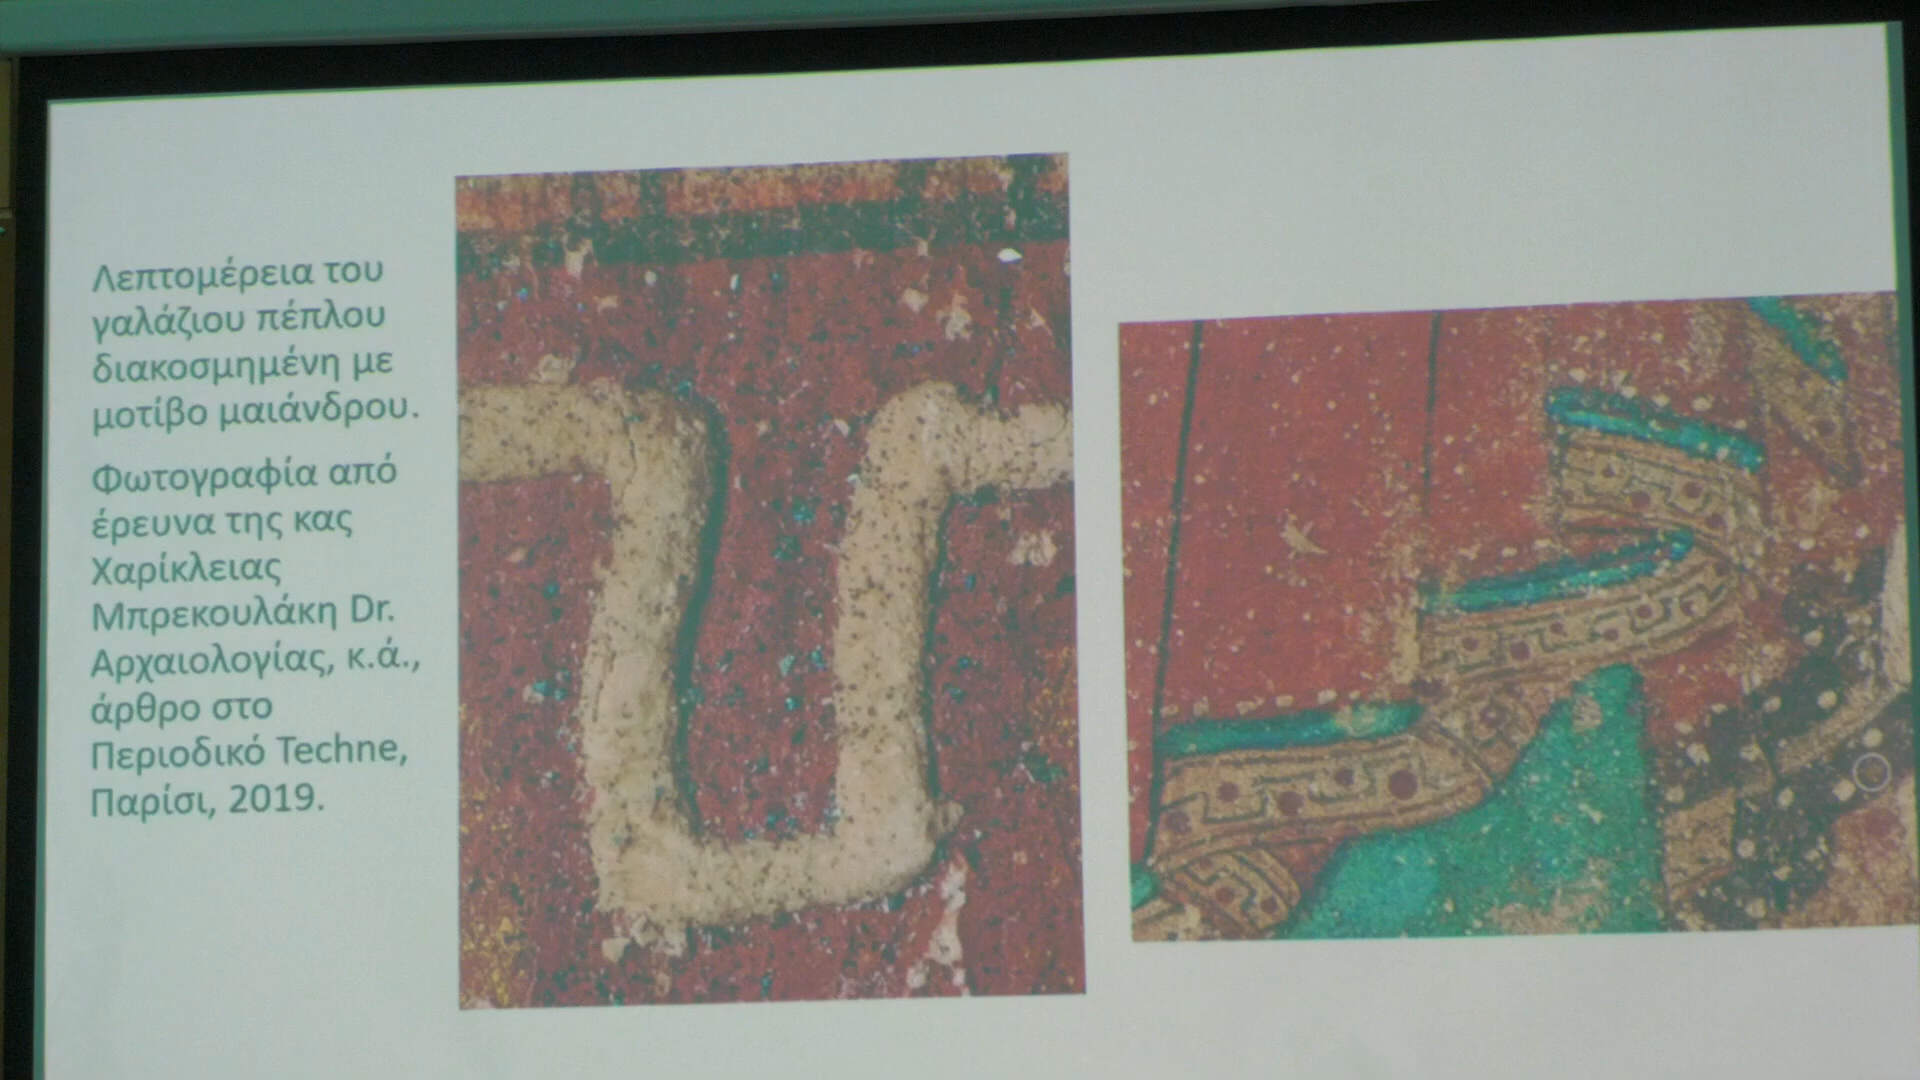 Λεπτομέρεια του
γαλάζιου πέπλου
διακοσμημένη με
μοτίβο μαιάνδρου.
Φωτογραφία από
έρευνα της κας
Χαρίκλειας
Μπρεκουλάκη Dr.
Αρχαιολογίας, κ.ά.,
άρθρο στο
Περιοδικό Techne,
Παρίσι, 2019.